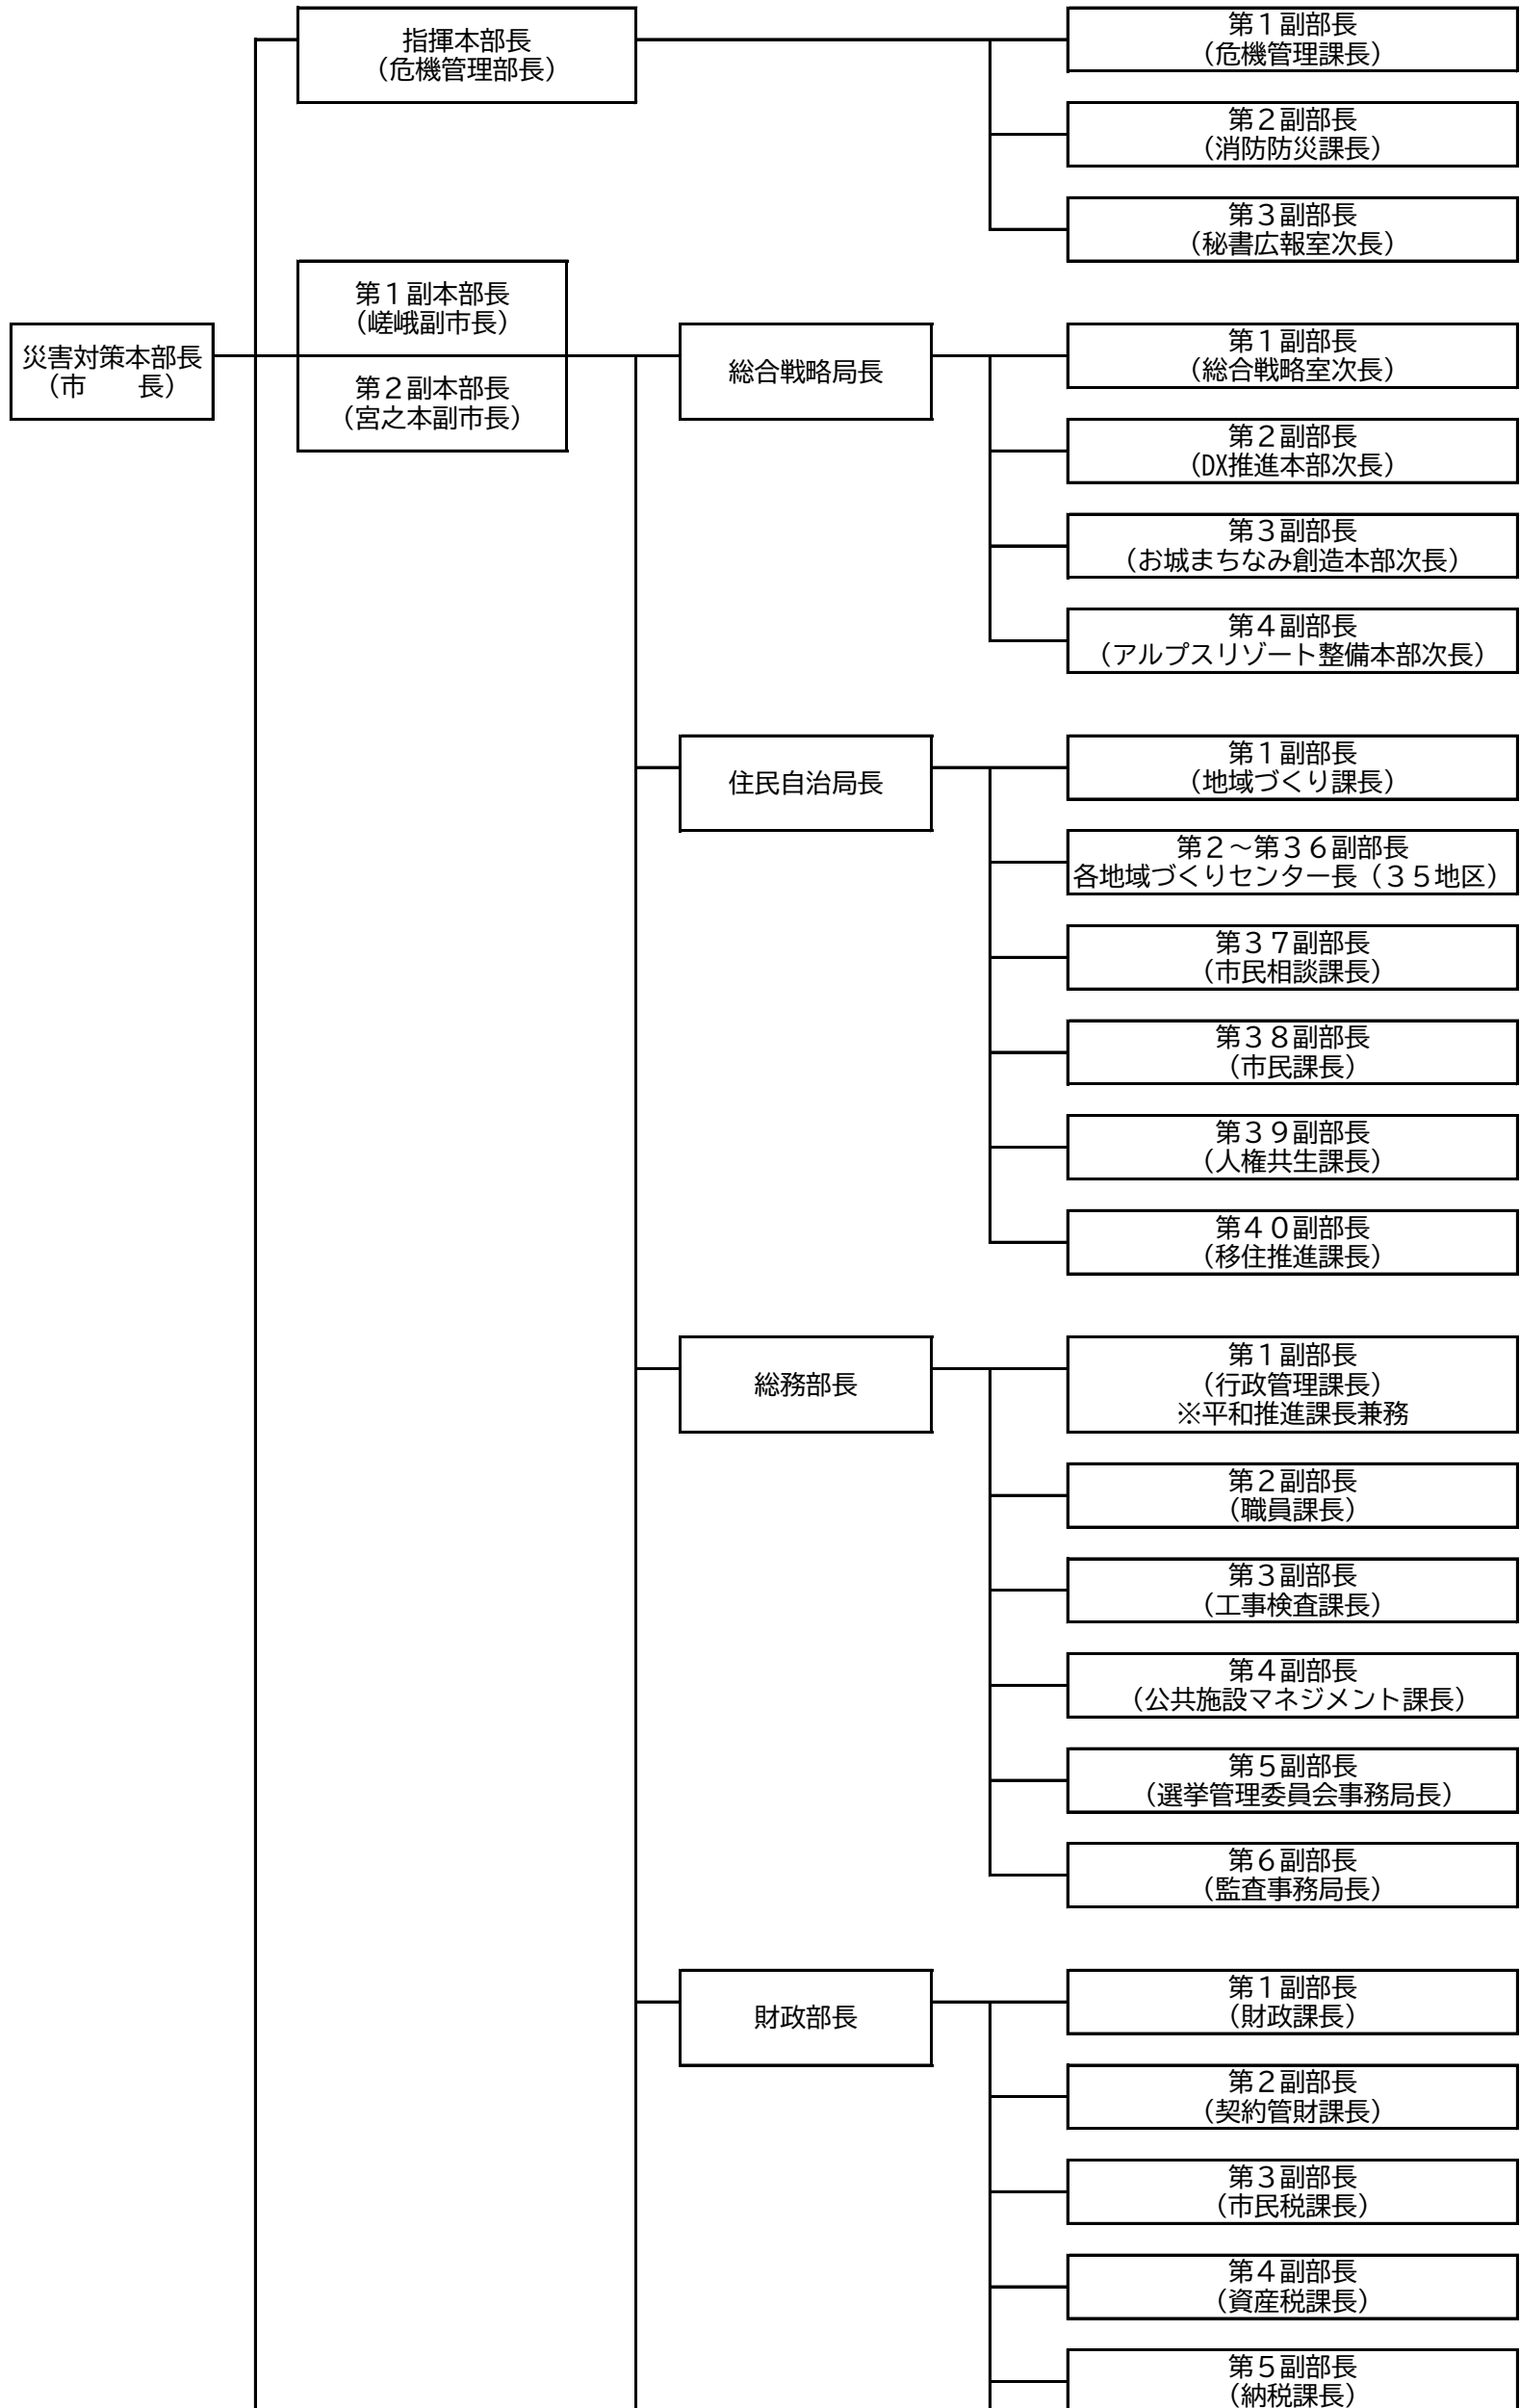 指揮本部長
（危機管理部長）
第１副部長
（危機管理課長）
第２副部長
（消防防災課長）
第３副部長
（秘書広報室次長）
災害対策本部長
（市　　長）
第１副本部長
（嵯峨副市長）
第２副本部長
（宮之本副市長）
総合戦略局長
第１副部長
（総合戦略室次長）
第２副部長
（DX推進本部次長）
第３副部長
（お城まちなみ創造本部次長）
第４副部長
（アルプスリゾート整備本部次長）
住民自治局長
第１副部長
（地域づくり課長）
第２～第３６副部長
各地域づくりセンター長（３５地区）
第３７副部長
（市民相談課長）
第３８副部長
（市民課長）
第３９副部長
（人権共生課長）
第４０副部長
（移住推進課長）
総務部長
第１副部長
（行政管理課長）
※平和推進課長兼務
第２副部長
（職員課長）
第３副部長
（工事検査課長）
第４副部長
（公共施設マネジメント課長）
第５副部長
（選挙管理委員会事務局長）
第６副部長
（監査事務局長）
財政部長
第１副部長
（財政課長）
第２副部長
（契約管財課長）
第３副部長
（市民税課長）
第４副部長
（資産税課長）
第５副部長
（納税課長）